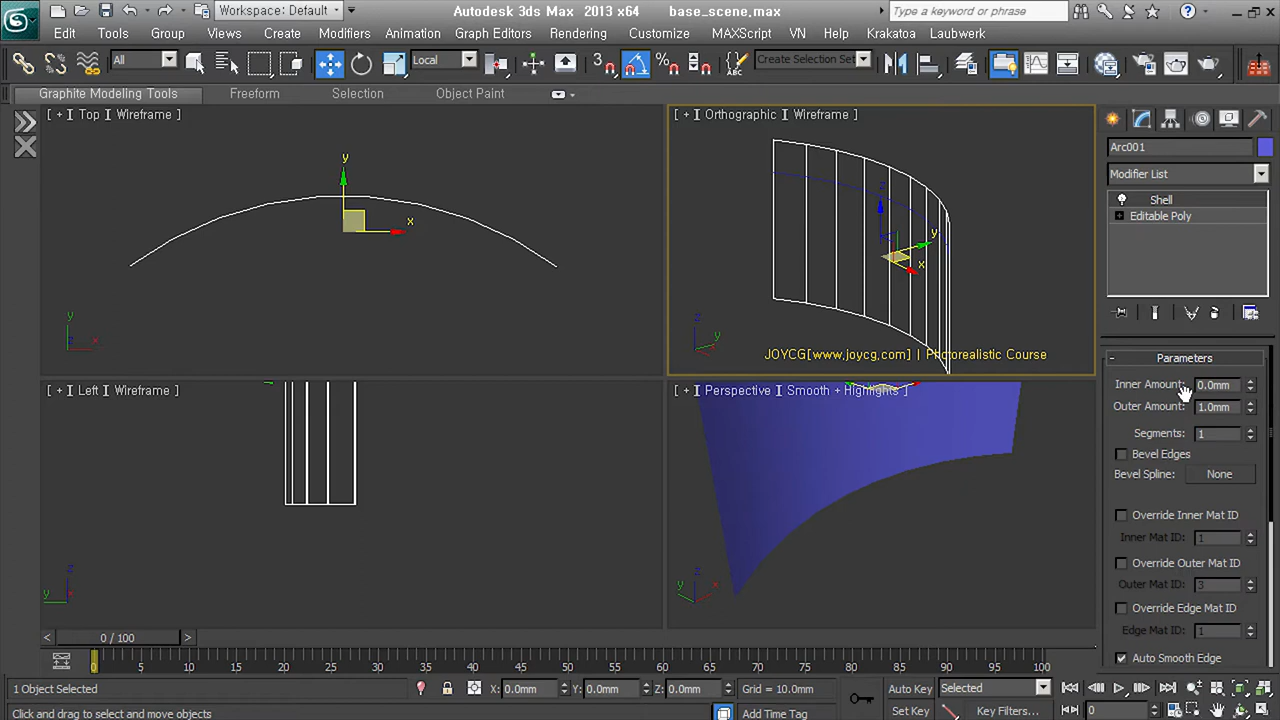 Workspace: Default
Autodesk 3ds Max 2013 x64 base_scene.max
Type a keyword or phrase
Edit Tools Group Views Create Modifiers Animation Graph Editors Rendering Customize MAXScript VN Help Krakatoa Laubwerk
All
Local
3
Create Selection Set
Graphite Modeling Tools Freeform Selection Object Paint
[ + ] Top ] Wireframe ]
y
x
y
x
z
[ + ] Orthographic ] Wireframe ]
z
y
x
z
y
JOYCG[www.joycg.com] | Photorealistic Course
[ + ] Left ] Wireframe ]
z
y
[ + ] Perspective ] Smooth + Highlights ]
z
y
x
Arc001
Modifier List
Shell
Editable Poly
Parameters
Inner Amount: 0.0mm
Outer Amount: 1.0mm
Segments: 1
Bevel Edges
Bevel Spline: None
Override Inner Mat ID
Inner Mat ID: 1
Override Outer Mat ID
Outer Mat ID: 3
Override Edge Mat ID
Edge Mat ID: 1
Auto Smooth Edge
0 / 100
0 5 10 15 20 25 30 35 40 45 50 55 60 65 70 75 80 85 90 95 100
1 Object Selected X: 0.0mm Y: 0.0mm Z: 0.0mm Grid = 10.0mm Auto Key Selected
Click and drag to select and move objects Add Time Tag Set Key Key Filters... 0